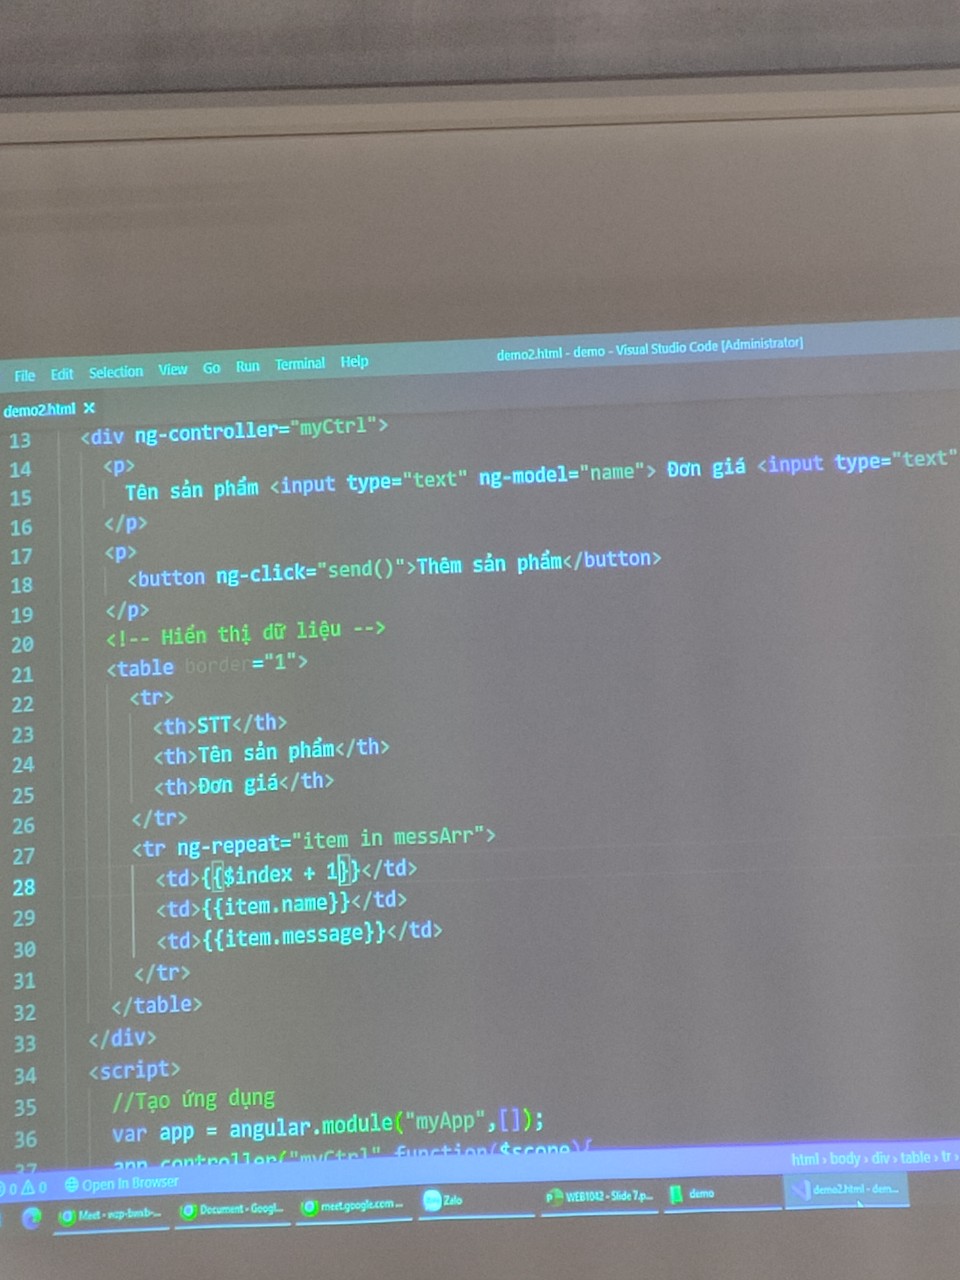 File Edit Selection View Go Run Terminal Help demo2.html - demo - Visual Studio Code [Administrator]
demo2.html ×
13 <div ng-controller="myCtrl">
14 <p>
15 Tên sản phẩm <input type="text" ng-model="name"> Đơn giá <input type="text"
16 </p>
17 <p>
18 <button ng-click="send()">Thêm sản phẩm</button>
19 </p>
20 <!-- Hiển thị dữ liệu -->
21 <table border="1">
22 <tr>
23 <th>STT</th>
24 <th>Tên sản phẩm</th>
25 <th>Đơn giá</th>
26 </tr>
27 <tr ng-repeat="item in messArr">
28 <td>{{$index + 1}}</td>
29 <td>{{item.name}}</td>
30 <td>{{item.message}}</td>
31 </tr>
32 </table>
33 </div>
34 <script>
35 //Tạo ứng dụng
36 var app = angular.module("myApp",[]);
37 app.controller("myCtrl",function($scope){
0 0 Open In Browser html › body › div › table › tr ›
Document - Googl... meet.google.com ... Zalo WEB1042 - Slide 7.p... demo demo2.html - dem...